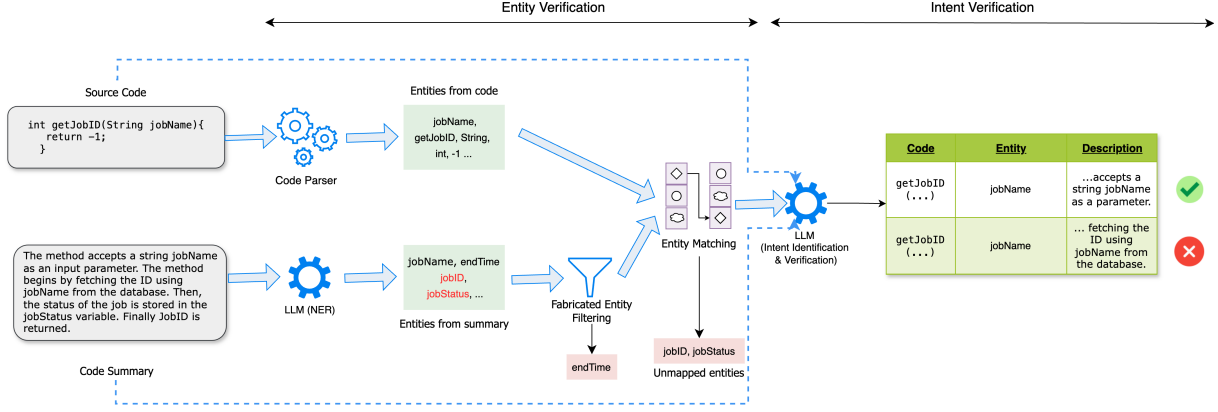 Entity Verification
Intent Verification
Source Code
int getJobID(String jobName){
return -1;
}
Code Parser
Entities from code
jobName,
getJobID, String,
int, -1 ...
The method accepts a string jobName
as an input parameter. The method
begins by fetching the ID using
jobName from the database. Then,
the status of the job is stored in the
jobStatus variable. Finally JobID is
returned.
Code Summary
LLM (NER)
jobName, endTime
jobID,
jobStatus, ...
Entities from summary
Fabricated Entity
Filtering
endTime
Entity Matching
jobID, jobStatus
Unmapped entities
LLM
(Intent Identification
& Verification)
Code Entity Description
getJobID
(...)
jobName
...accepts a
string jobName
as a parameter.
getJobID
(...)
jobName
... fetching the
ID using
jobName from the
database.